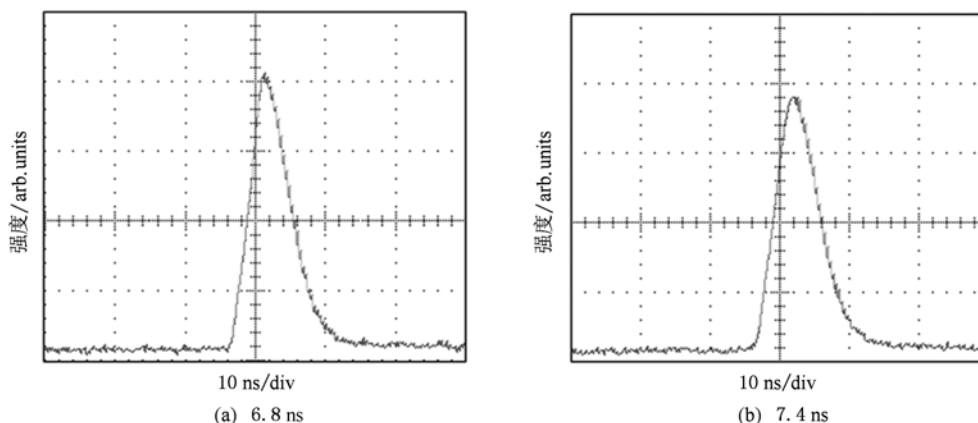 强度/arb.units
10 ns/div
(a) 6.8 ns
强度/arb.units
10 ns/div
(b) 7.4 ns